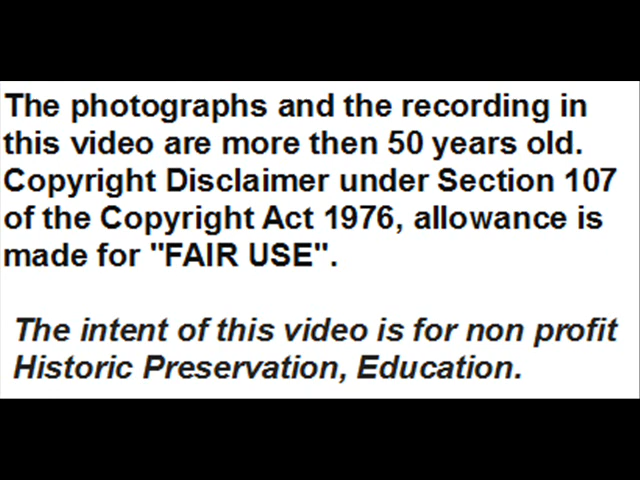 The photographs and the recording in
this video are more then 50 years old.
Copyright Disclaimer under Section 107
of the Copyright Act 1976, allowance is
made for "FAIR USE".
The intent of this video is for non profit
Historic Preservation, Education.